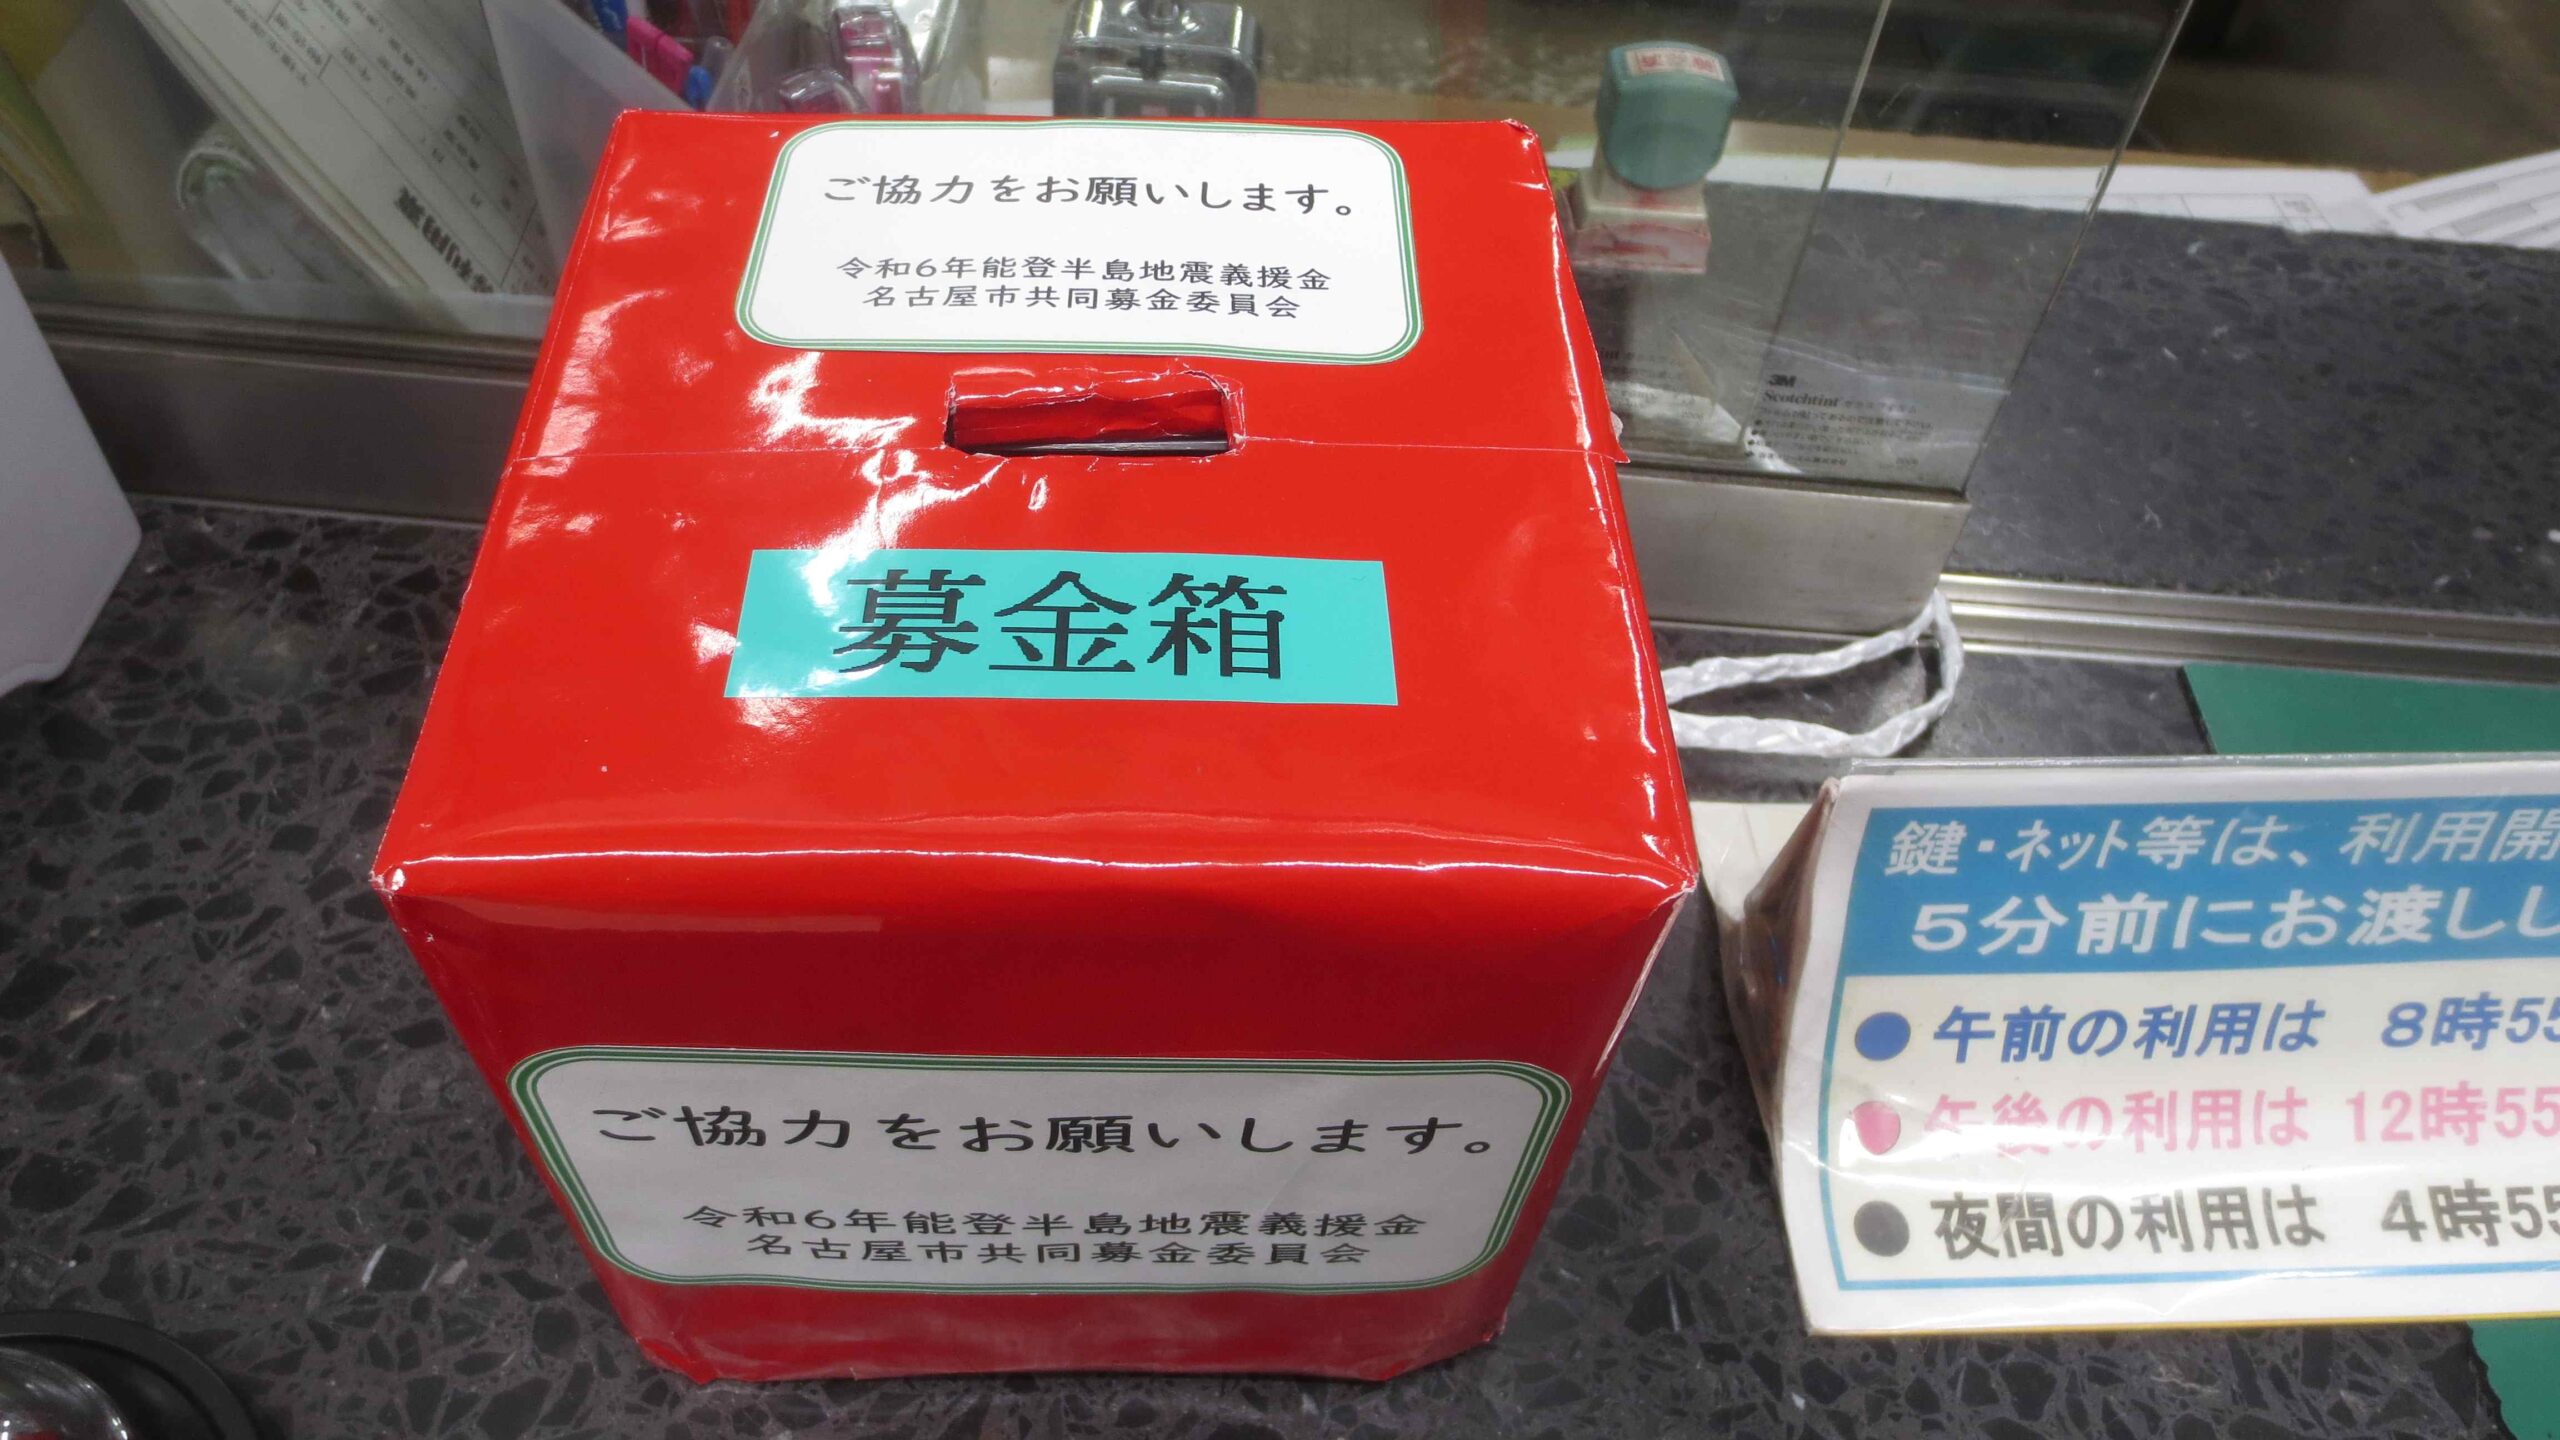 ご協力をお願いします。
令和6年能登半島地震義援金
名古屋市共同募金委員会
募金箱
ご協力をお願いします。
令和6年能登半島地震義援金
名古屋市共同募金委員会
3M
Scotchtint
鍵・ネット等は、利用開
5分前にお渡しし
●午前の利用は 8時55
●午後の利用は 12時55
●夜間の利用は 4時55